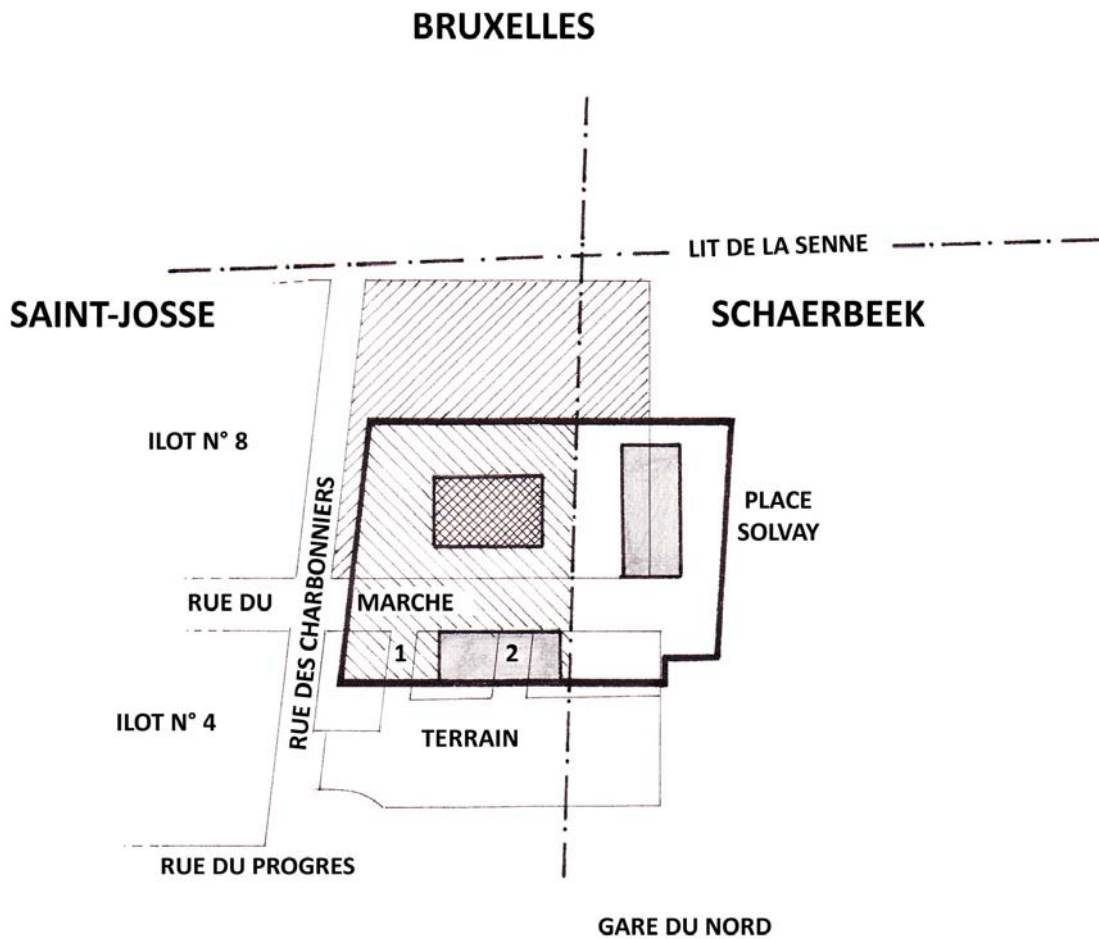 BRUXELLES
LIT DE LA SENNE
SAINT-JOSSE
SCHAERBEEK
ILOT N° 8
PLACE
SOLVAY
RUE DES CHARBONNIERS
RUE DU
MARCHE
1
2
ILOT N° 4
TERRAIN
RUE DU PROGRES
GARE DU NORD